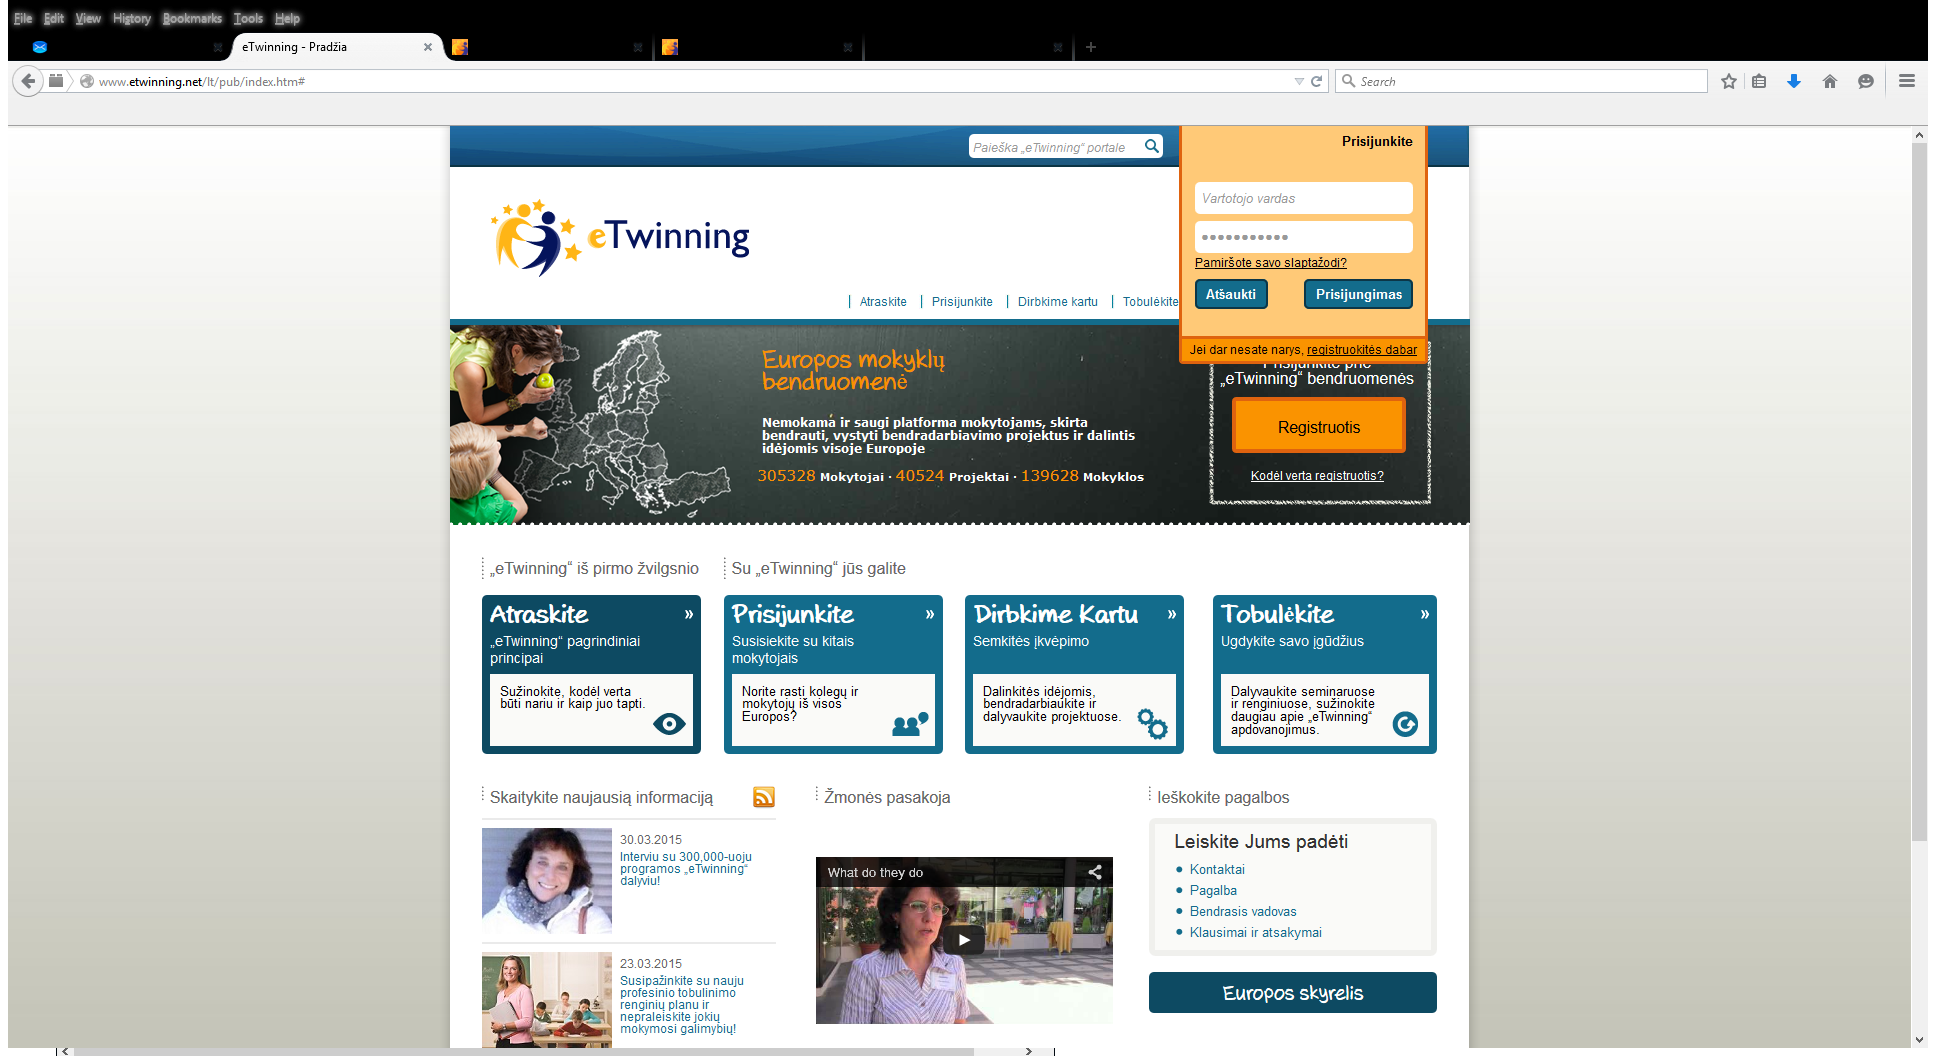 File Edit View History Bookmarks Tools Help
eTwinning - Pradžia
www.etwinning.net/lt/pub/index.htm#
Search
Paieška „eTwinning“ portale
Prisijunkite
Vartotojo vardas
Pamiršote savo slaptažodi?
Atšaukti
Prisijungimas
Jei dar nesate narys, registruokitės dabar
eTwinning
Atraskite
Prisijunkite
Dirbkime kartu
Tobulėkite
Europos mokyklų
bendruomenė
Nemokama ir saugi platforma mokytojams, skirta
bendrauti, vystyti bendradarbiavimo projektus ir dalintis
idėjomis visoje Europoje
305328 Mokytojai · 40524 Projektai · 139628 Mokyklos
Prisijunkite prie
„eTwinning“ bendruomenės
Registruotis
Kodėl verta registruotis?
„eTwinning“ iš pirmo žvilgsnio
Su „eTwinning“ jūs galite
Atraskite »
„eTwinning“ pagrindiniai
principai
Sužinokite, kodėl verta
būti nariu ir kaip juo tapti.
Prisijunkite »
Susisiekite su kitais
mokytojais
Norite rasti kolegų ir
mokytojų iš visos
Europos?
Dirbkime Kartu »
Semkitės įkvėpimo
Dalinkitės idėjomis,
bendradarbiaukite ir
dalyvaukite projektuose.
Tobulėkite »
Ugdykite savo įgūdžius
Dalyvaukite seminaruose
ir renginiuose, sužinokite
daugiau apie „eTwinning“
apdovanojimus.
Skaitykite naujausią informaciją
30.03.2015
Interviu su 300,000-uoju
programos „eTwinning“
dalyviu!
23.03.2015
Susipažinkite su nauju
profesinio tobulinimo
renginių planu ir
nepraleiskite jokių
mokymosi galimybių!
Žmonės pasakoja
What do they do
Ieškokite pagalbos
Leiskite Jums padėti
Kontaktai
Pagalba
Bendrasis vadovas
Klausimai ir atsakymai
Europos skyrelis